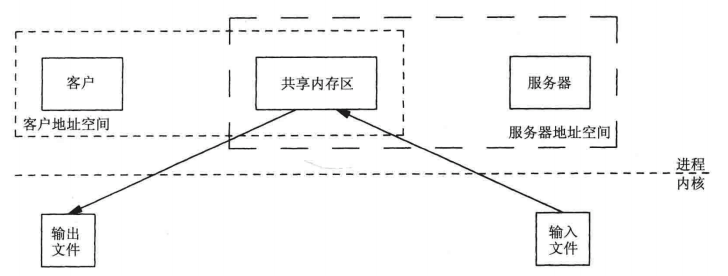 客户
共享内存区
服务器
客户地址空间
服务器地址空间
进程
内核
输出
文件
输入
文件